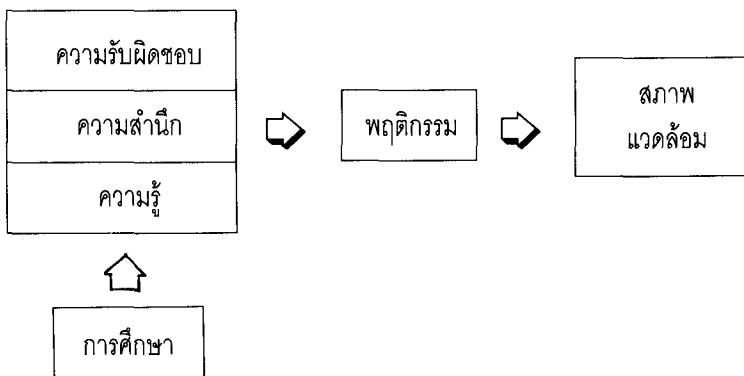 ความรับผิดชอบ
ความสำนึก
ความรู้
พฤติกรรม
สภาพ
แวดล้อม
การศึกษา